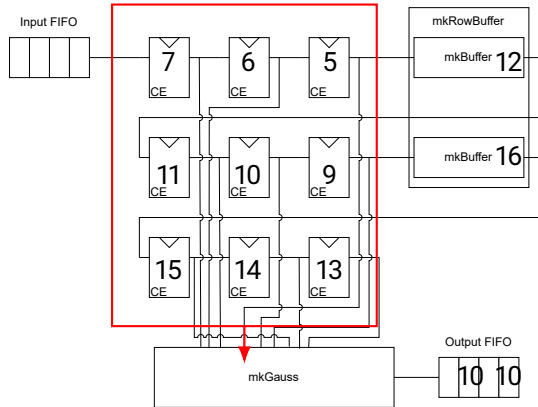 Input FIFO
mkRowBuffer
7 6 5 mkBuffer 12
CE CE CE
11 10 9 mkBuffer 16
CE CE CE
15 14 13
CE CE CE
mkGauss
Output FIFO
10 10